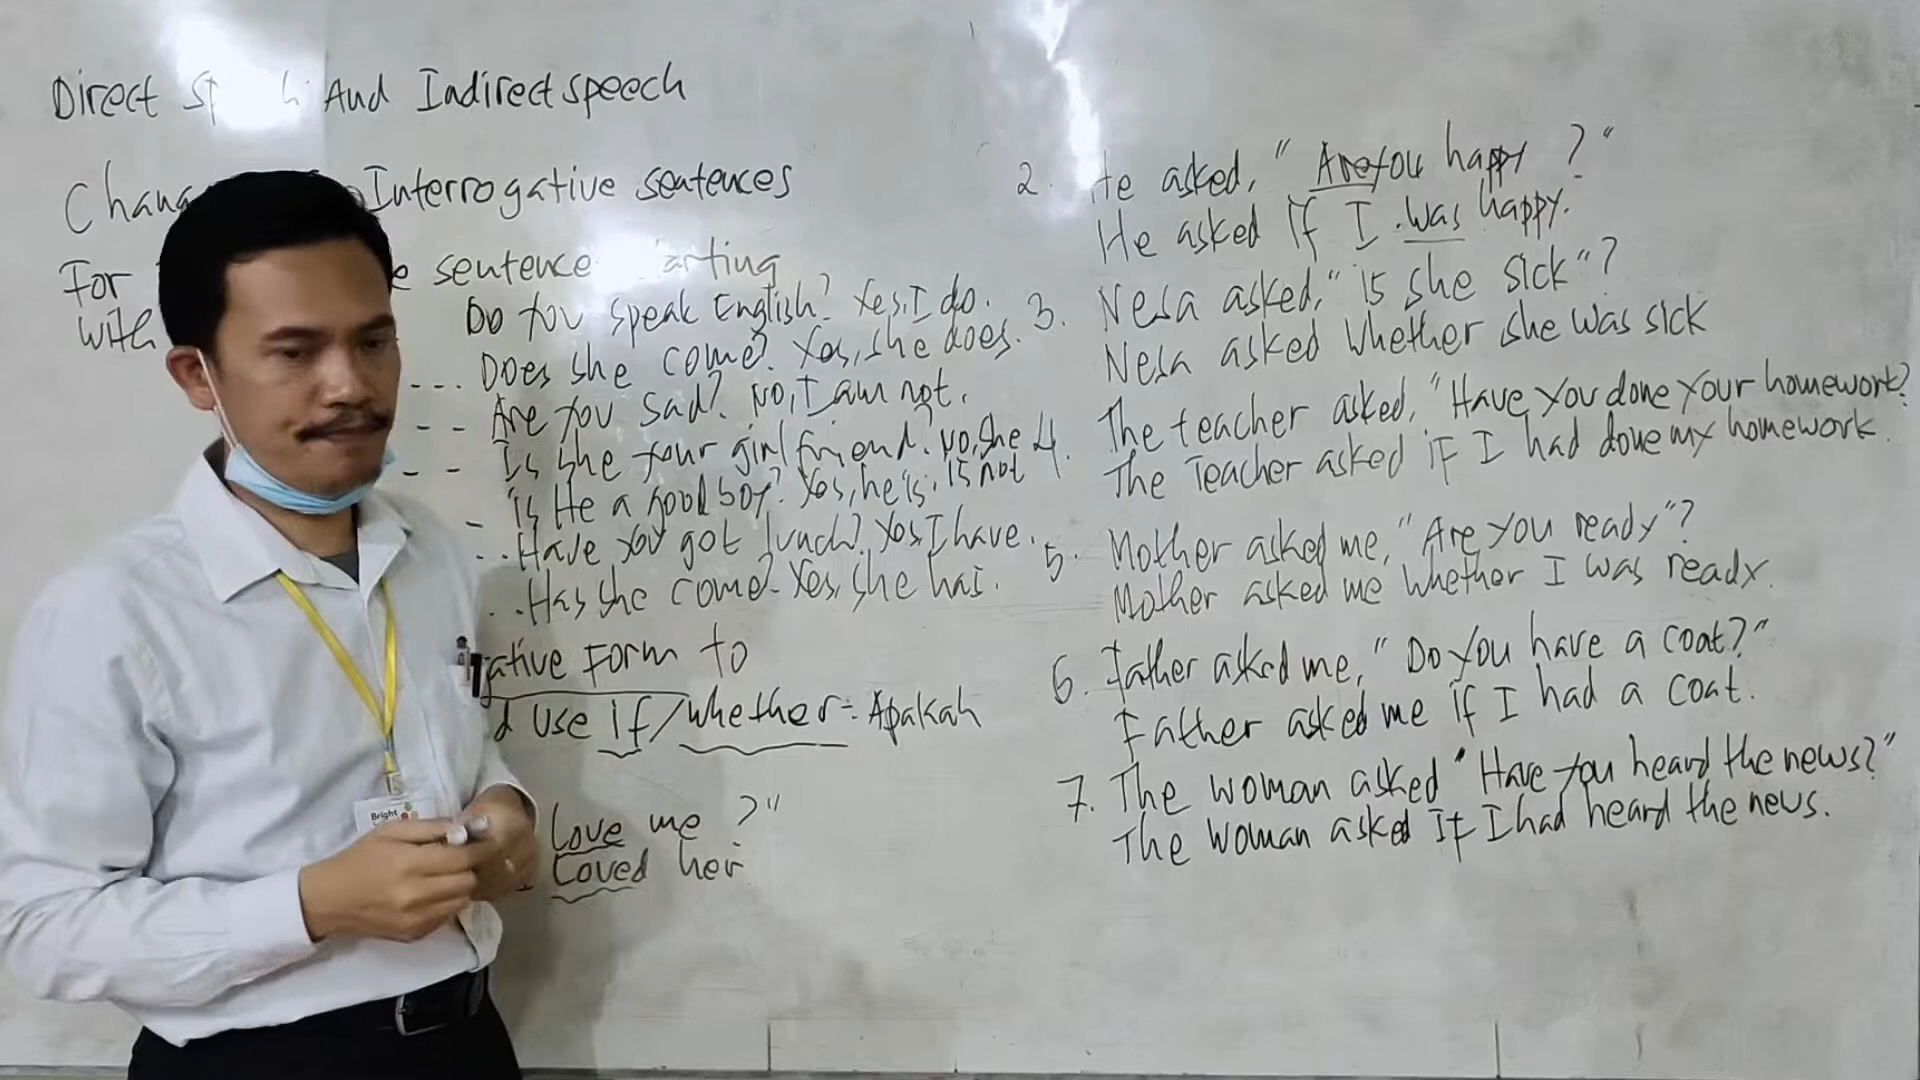 Direct And Indirect speech
Interrogative sentences
For sentence
with
Do you speak English? Yes, I do.
... Does she come? Yes, she does.
-- Are you sad? No, I am not.
-- Is she your girlfriend? No, she
is not
- is He a good boy? Yes, he is.
.. Have you got lunch? Yes I have.
.. Has she come? Yes, she has.
Form to
use if/whether = Apakah
Love me ?"
Loved her
2. He asked, "Are you happy ?"
He asked if I was happy.
3. Nesa asked, "is she sick"?
Nesa asked whether she was sick
4. The teacher asked, "Have you done your homework?
The Teacher asked if I had done my homework.
5. Mother asked me, "Are you ready"?
Mother asked me whether I was ready.
6. Father asked me, "Do you have a coat?"
Father asked me if I had a coat.
7. The woman asked "Have you heard the news?"
The woman asked If I had heard the news.
Bright